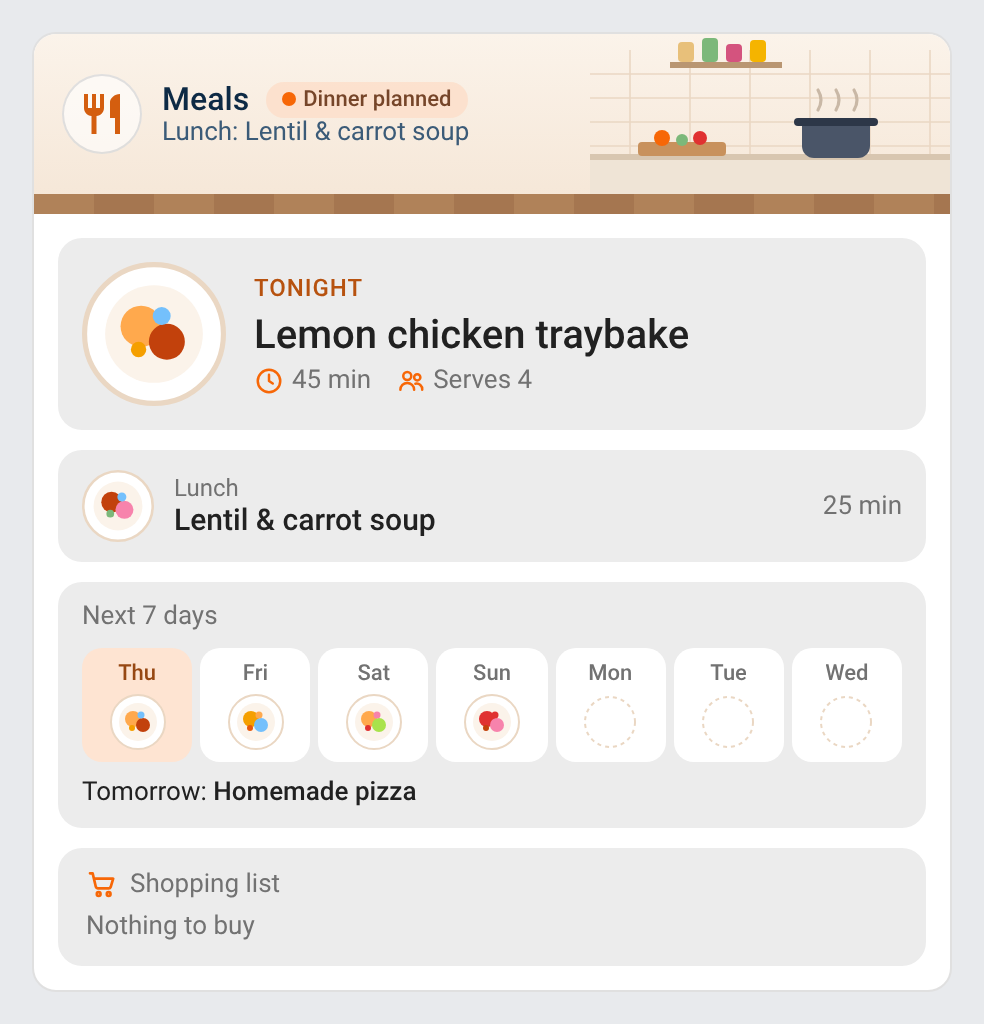 Meals
Dinner planned
Lunch: Lentil & carrot soup
TONIGHT
Lemon chicken traybake
45 min
Serves 4
Lunch
Lentil & carrot soup
25 min
Next 7 days
Thu
Fri
Sat
Sun
Mon
Tue
Wed
Tomorrow: Homemade pizza
Shopping list
Nothing to buy